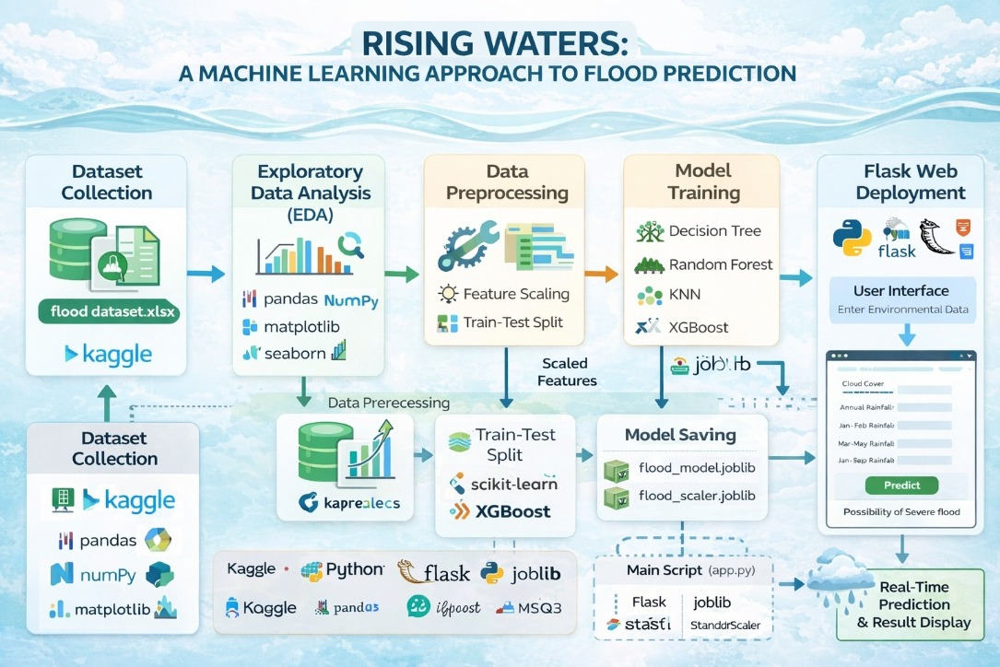 RISING WATERS:
A MACHINE LEARNING APPROACH TO FLOOD PREDICTION
Dataset
Collection
flood dataset.xlsx
kaggle
Exploratory
Data Analysis
(EDA)
pandas NumPy
matplotlib
seaborn
Data
Preprocessing
Feature Scaling
Train-Test Split
Model
Training
Decision Tree
Random Forest
KNN
XGBoost
Flask Web
Deployment
flask
User Interface
Enter Environmental Data
Scaled
Features
Data Prerecessing
Dataset
Collection
kaggle
pandas
numPy
matplotlib
kaprealecs
Train-Test
Split
scikit-learn
XGBoost
Model Saving
flood_model.joblib
flood_scaler.joblib
Cloud Cover
Annual Rainfall
Jan-Feb Rainfall
Mar-May Rainfall
Rainfall
Predict
Possibility of Severe flood
Kaggle Python flask joblib
Kaggle MSQ3
Main Script (app.py)
Flask joblib
StanddrScaler
Real-Time
Prediction
& Result Display